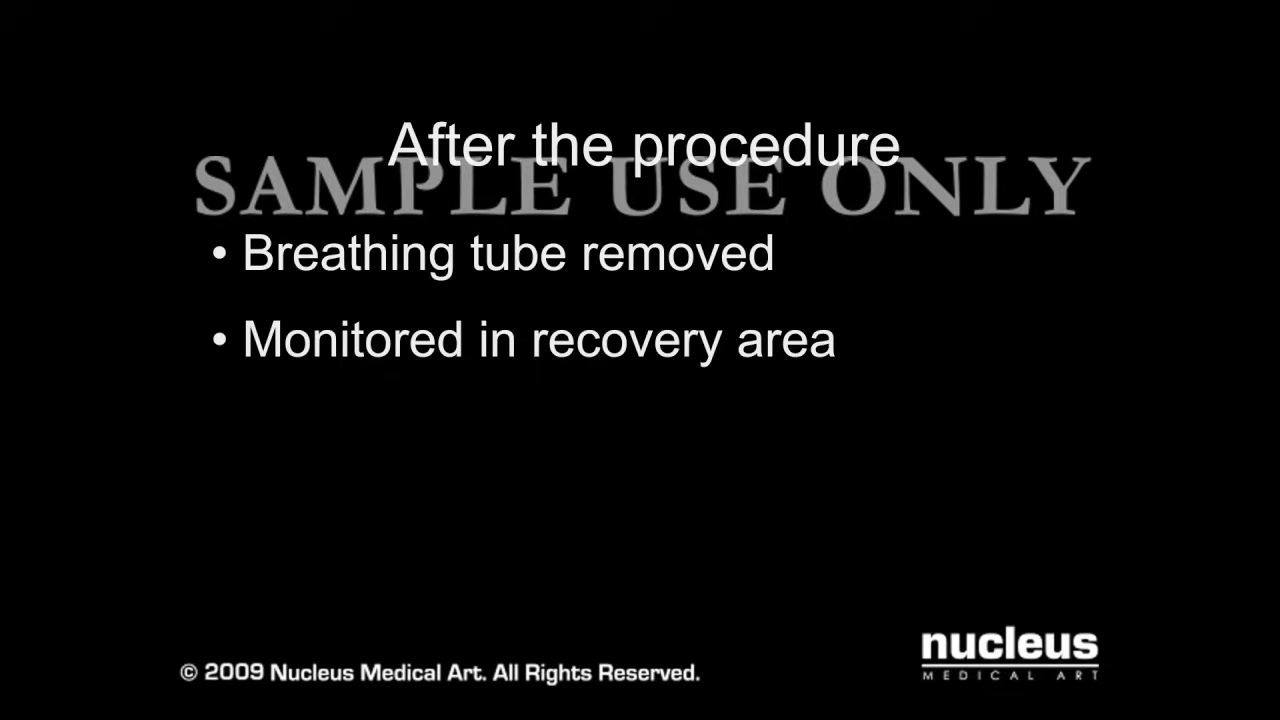 After the procedure
SAMPLE USE ONLY
• Breathing tube removed
• Monitored in recovery area
nucleus
MEDICAL ART
© 2009 Nucleus Medical Art. All Rights Reserved.